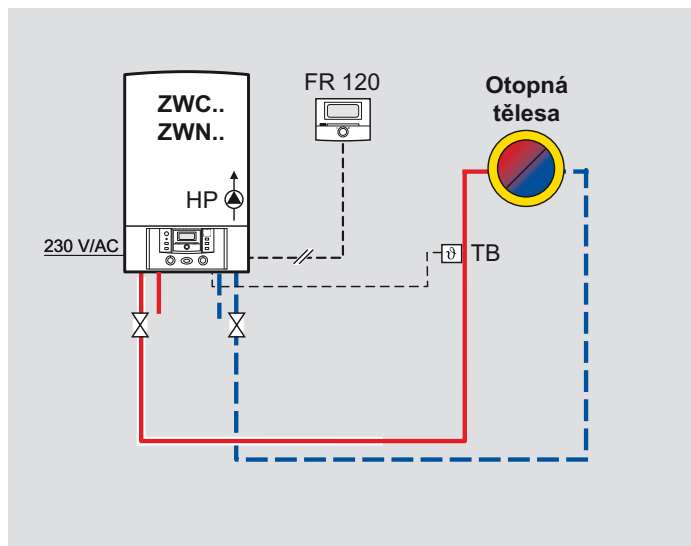 ZWC..
ZWN..
FR 120
Otopná
tělesa
HP
230 V/AC
ϑ TB